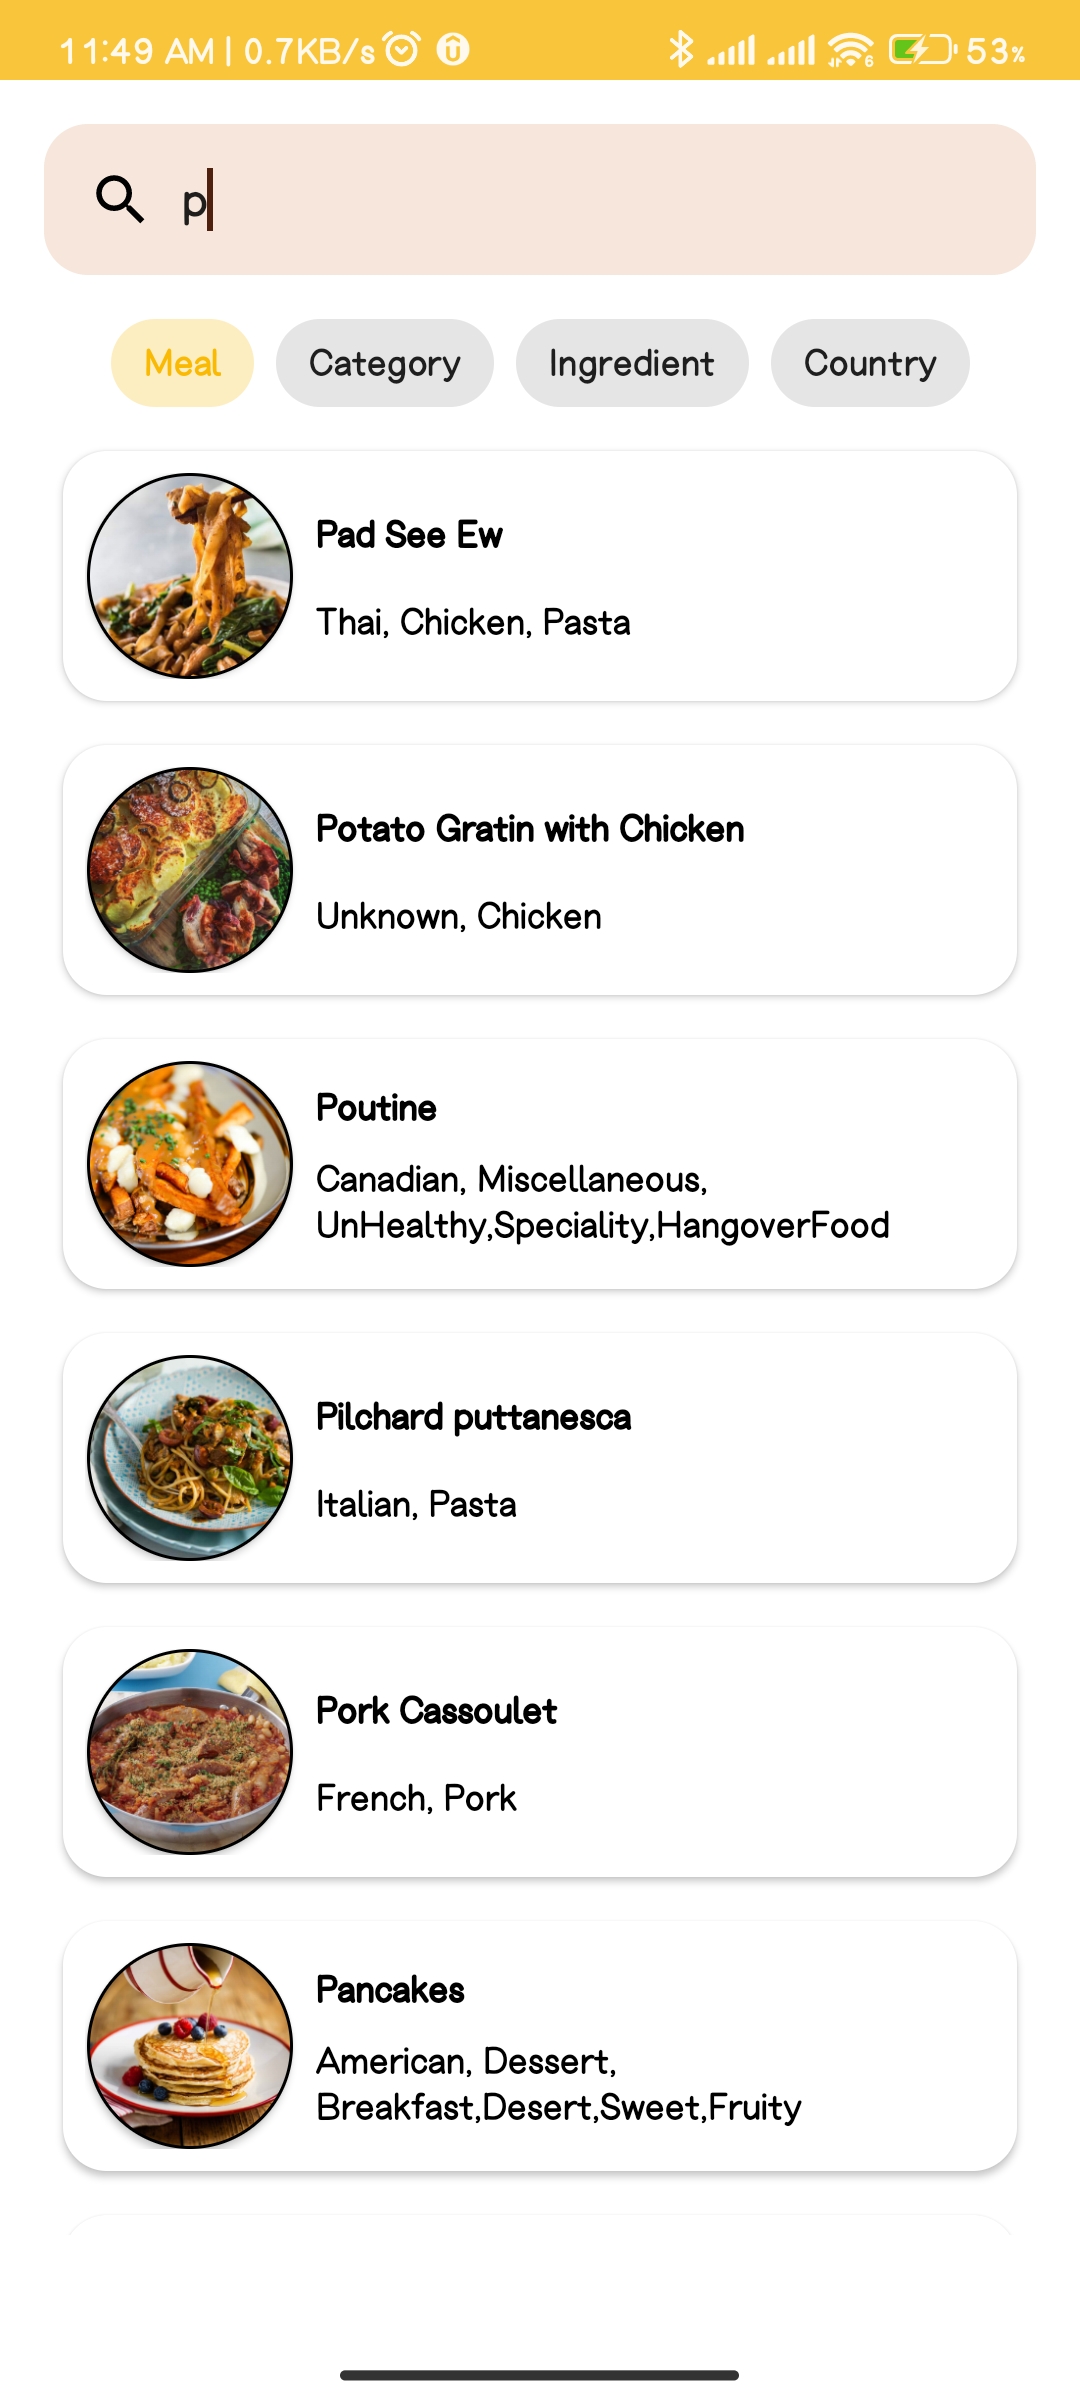 11:49 AM | 0.7KB/s
53%
p
Meal
Category
Ingredient
Country
Pad See Ew
Thai, Chicken, Pasta
Potato Gratin with Chicken
Unknown, Chicken
Poutine
Canadian, Miscellaneous,
UnHealthy,Speciality,HangoverFood
Pilchard puttanesca
Italian, Pasta
Pork Cassoulet
French, Pork
Pancakes
American, Dessert,
Breakfast,Desert,Sweet,Fruity